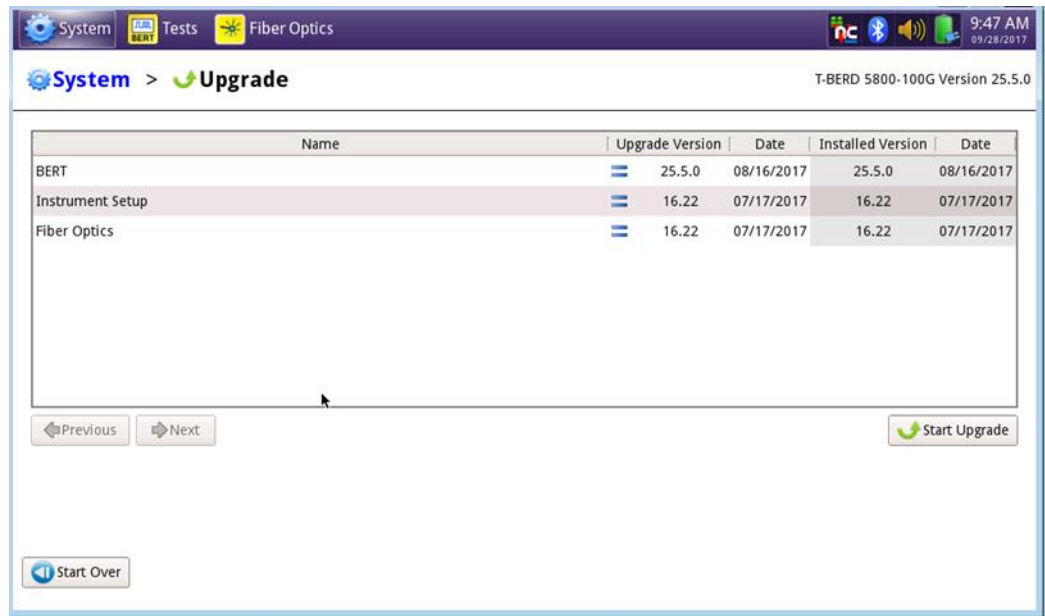 System BERT Tests Fiber Optics nc 9:47 AM
09/28/2017
System > Upgrade T-BERD 5800-100G Version 25.5.0
Name Upgrade Version Date Installed Version Date
BERT 25.5.0 08/16/2017 25.5.0 08/16/2017
Instrument Setup 16.22 07/17/2017 16.22 07/17/2017
Fiber Optics 16.22 07/17/2017 16.22 07/17/2017
Previous Next Start Upgrade
Start Over